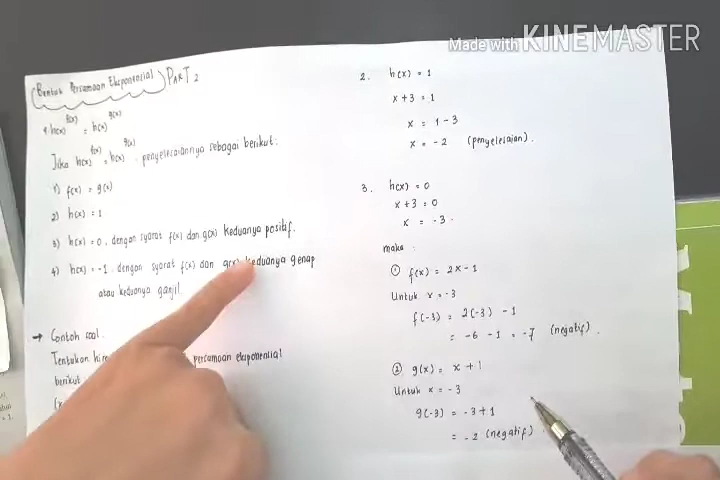 Made with KINEMASTER
Bentuk Persamaan Eksponensial PART 2
4. h(x)^f(x) = h(x)^g(x)
Jika h(x)^f(x) = h(x)^g(x), penyelesaiannya sebagai berikut:
1) f(x) = g(x)
2) h(x) = 1
3) h(x) = 0, dengan syarat f(x) dan g(x) keduanya positif.
4) h(x) = -1, dengan syarat f(x) dan g(x) keduanya genap
atau keduanya ganjil
→ Contoh soal.
Tentukan persamaan eksponensial
berikut
(x
2. h(x) = 1
x+3 = 1
x = 1-3
x = -2 (penyelesaian).
3. h(x) = 0
x+3 = 0
x = -3.
maka :
① f(x) = 2x-1
Untuk x = -3
f(-3) = 2(-3) -1
= -6 -1 = -7 (negatif).
② g(x) = x + 1
Untuk x = -3
g(-3) = -3+1
= -2 (negatif)